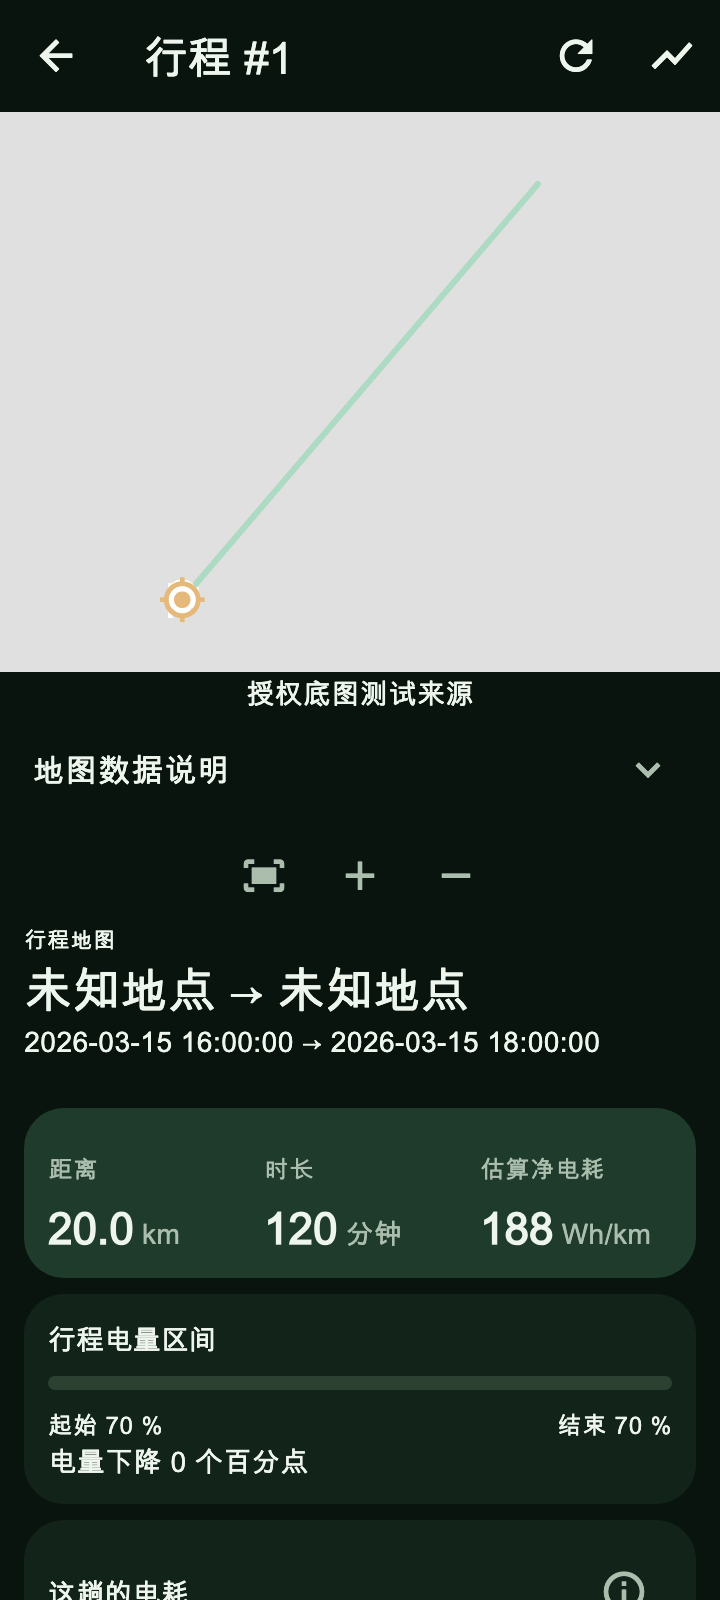 行程 #1
授权底图测试来源
地图数据说明
行程地图
未知地点 → 未知地点
2026-03-15 16:00:00 → 2026-03-15 18:00:00
距离 时长 估算净电耗
20.0 km 120 分钟 188 Wh/km
行程电量区间
起始 70 % 结束 70 %
电量下降 0 个百分点
这趟的电耗